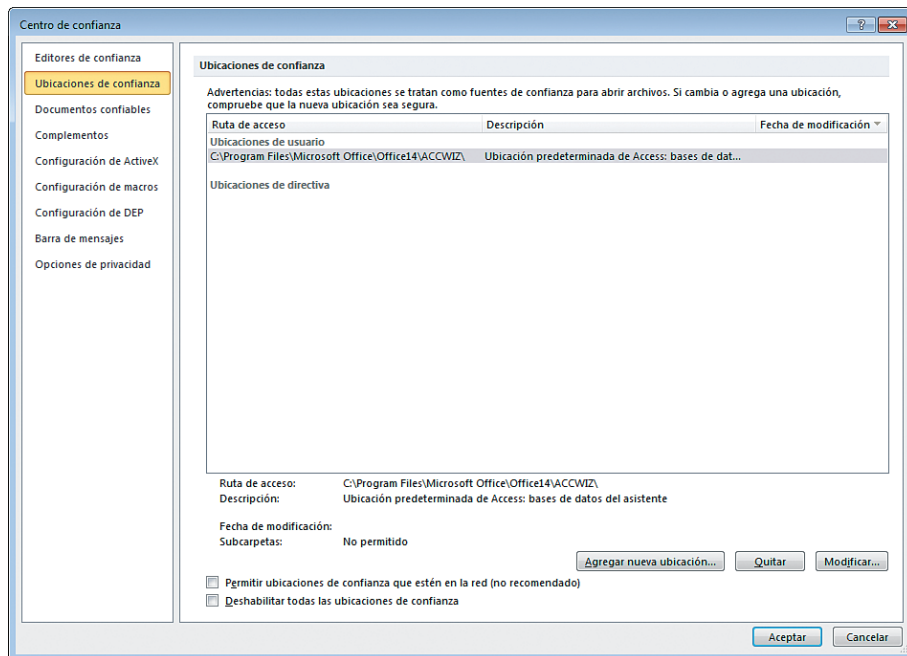 Centro de confianza
Editores de confianza
Ubicaciones de confianza
Documentos confiables
Complementos
Configuración de ActiveX
Configuración de macros
Configuración de DEP
Barra de mensajes
Opciones de privacidad
Ubicaciones de confianza
Advertencias: todas estas ubicaciones se tratan como fuentes de confianza para abrir archivos. Si cambia o agrega una ubicación,
compruebe que la nueva ubicación sea segura.
Ruta de acceso Descripción Fecha de modificación
Ubicaciones de usuario
C:\Program Files\Microsoft Office\Office14\ACCWIZ\ Ubicación predeterminada de Access: bases de dat...
Ubicaciones de directiva
Ruta de acceso: C:\Program Files\Microsoft Office\Office14\ACCWIZ\
Descripción: Ubicación predeterminada de Access: bases de datos del asistente
Fecha de modificación:
Subcarpetas: No permitido
Agregar nueva ubicación... Quitar Modificar...
Permitir ubicaciones de confianza que estén en la red (no recomendado)
Deshabilitar todas las ubicaciones de confianza
Aceptar Cancelar